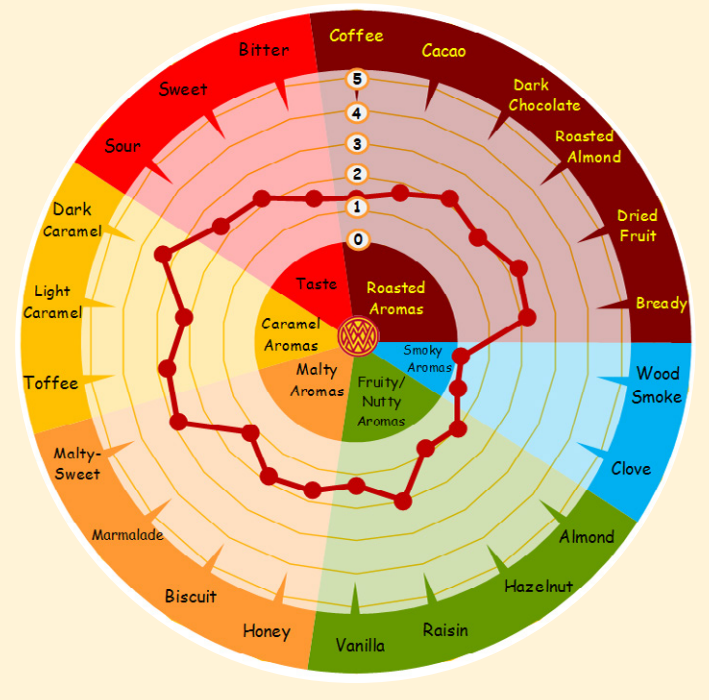 Coffee
Cacao
Dark
Chocolate
Roasted
Almond
Dried
Fruit
Bready
Wood
Smoke
Clove
Almond
Hazelnut
Raisin
Vanilla
Honey
Biscuit
Marmalade
Malty-
Sweet
Toffee
Light
Caramel
Dark
Caramel
Sour
Sweet
Bitter
5
4
3
2
1
0
Taste
Roasted
Aromas
Caramel
Aromas
Smoky
Aromas
Malty
Aromas
Fruity/
Nutty
Aromas